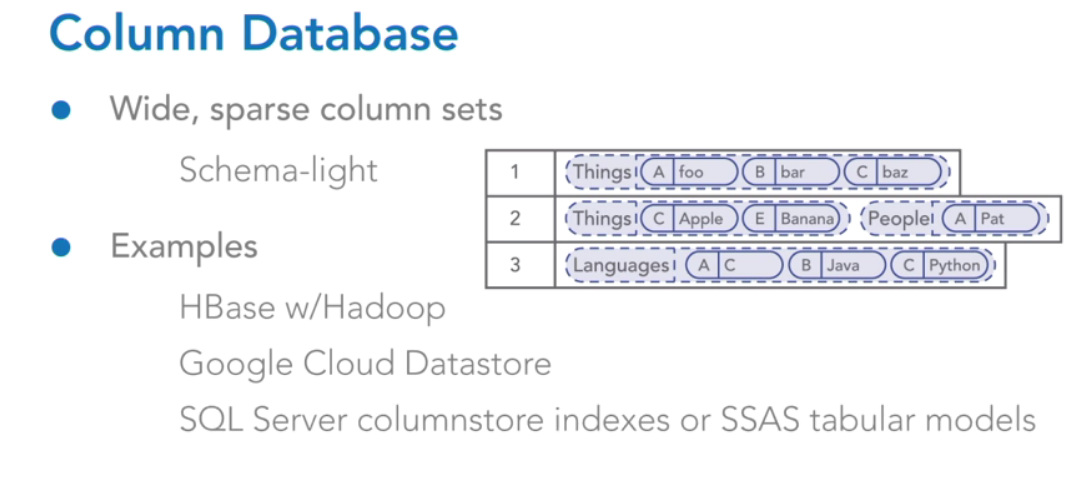 Column Database
Wide, sparse column sets
Schema-light
1 Things A foo B bar C baz
2 Things C Apple E Banana People A Pat
3 Languages A C B Java C Python
Examples
HBase w/Hadoop
Google Cloud Datastore
SQL Server columnstore indexes or SSAS tabular models